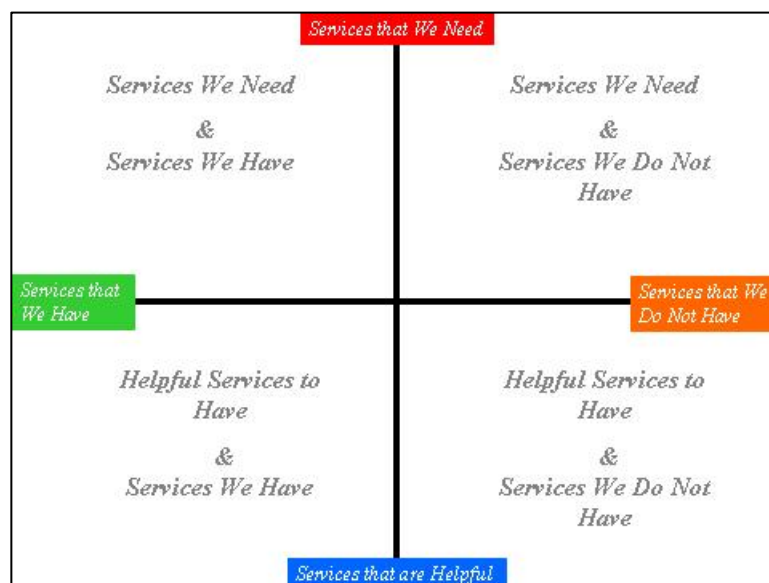 Services that We Need
Services We Need
&
Services We Have
Services We Need
&
Services We Do Not
Have
Services that
We Have
Services that We
Do Not Have
Helpful Services to
Have
&
Services We Have
Helpful Services to
Have
&
Services We Do Not
Have
Services that are Helpful